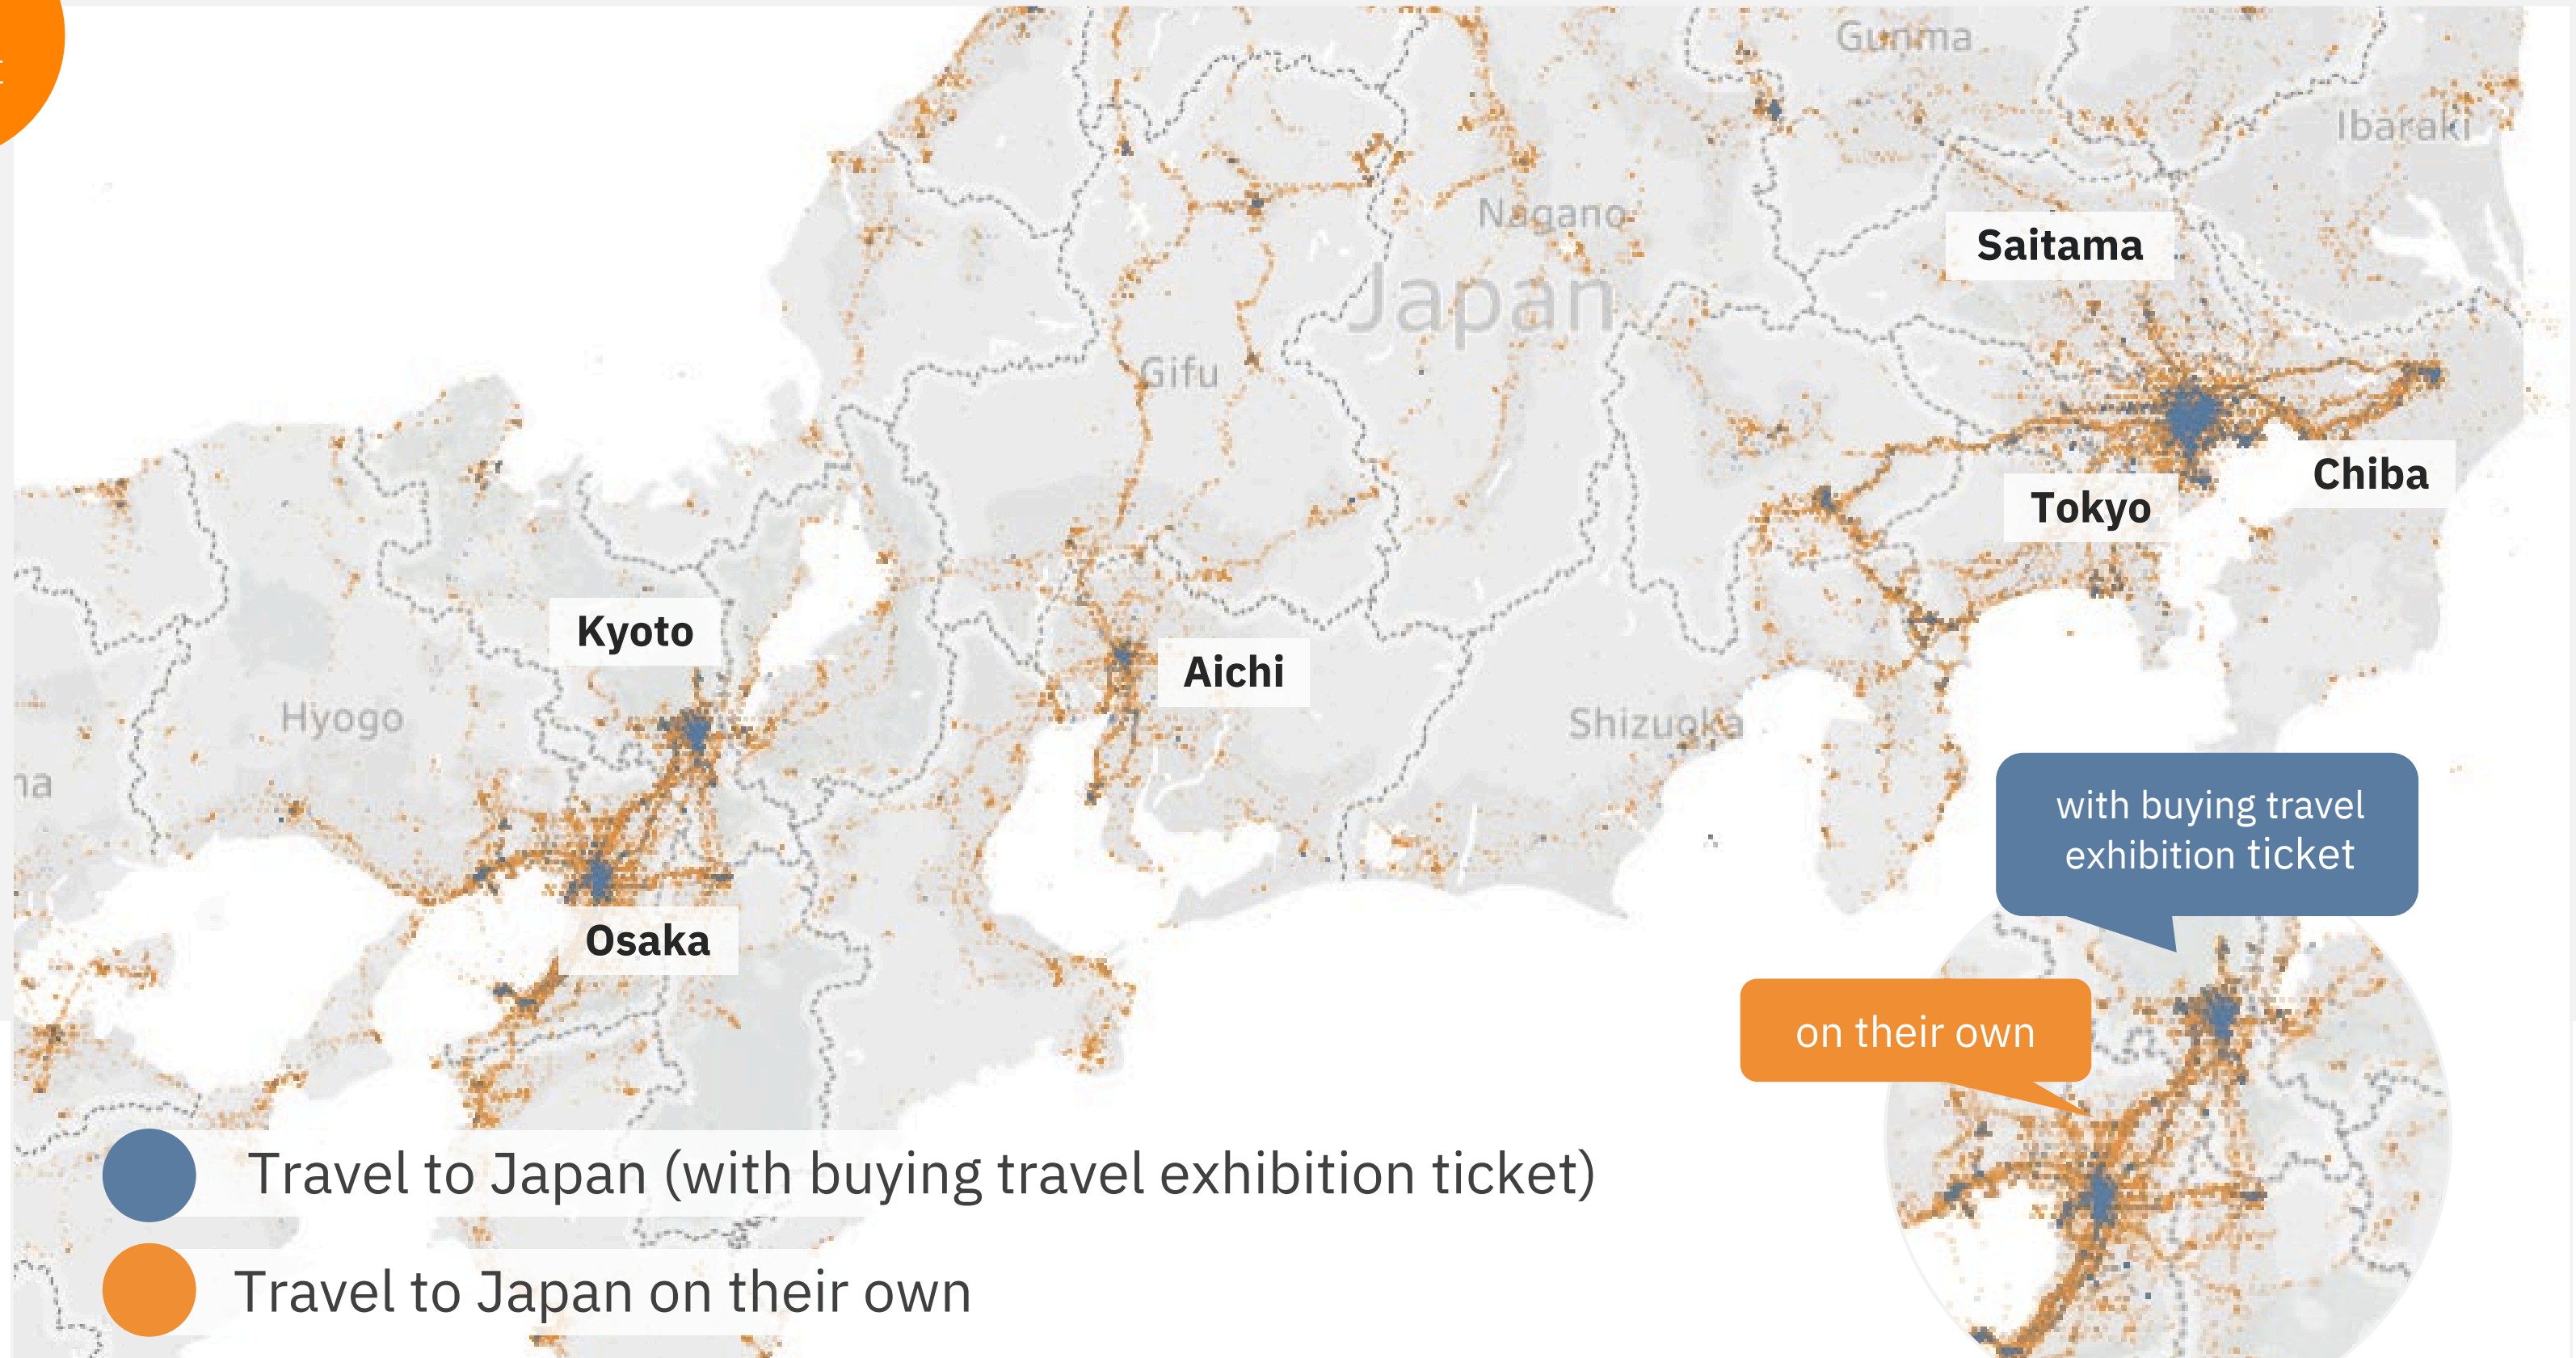 Gunma
Ibaraki
Nagano
Saitama
Japan
Gifu
Chiba
Tokyo
Kyoto
Aichi
Hyogo
Shizuoka
na
with buying travel
exhibition ticket
Osaka
on their own
Travel to Japan (with buying travel exhibition ticket)
Travel to Japan on their own